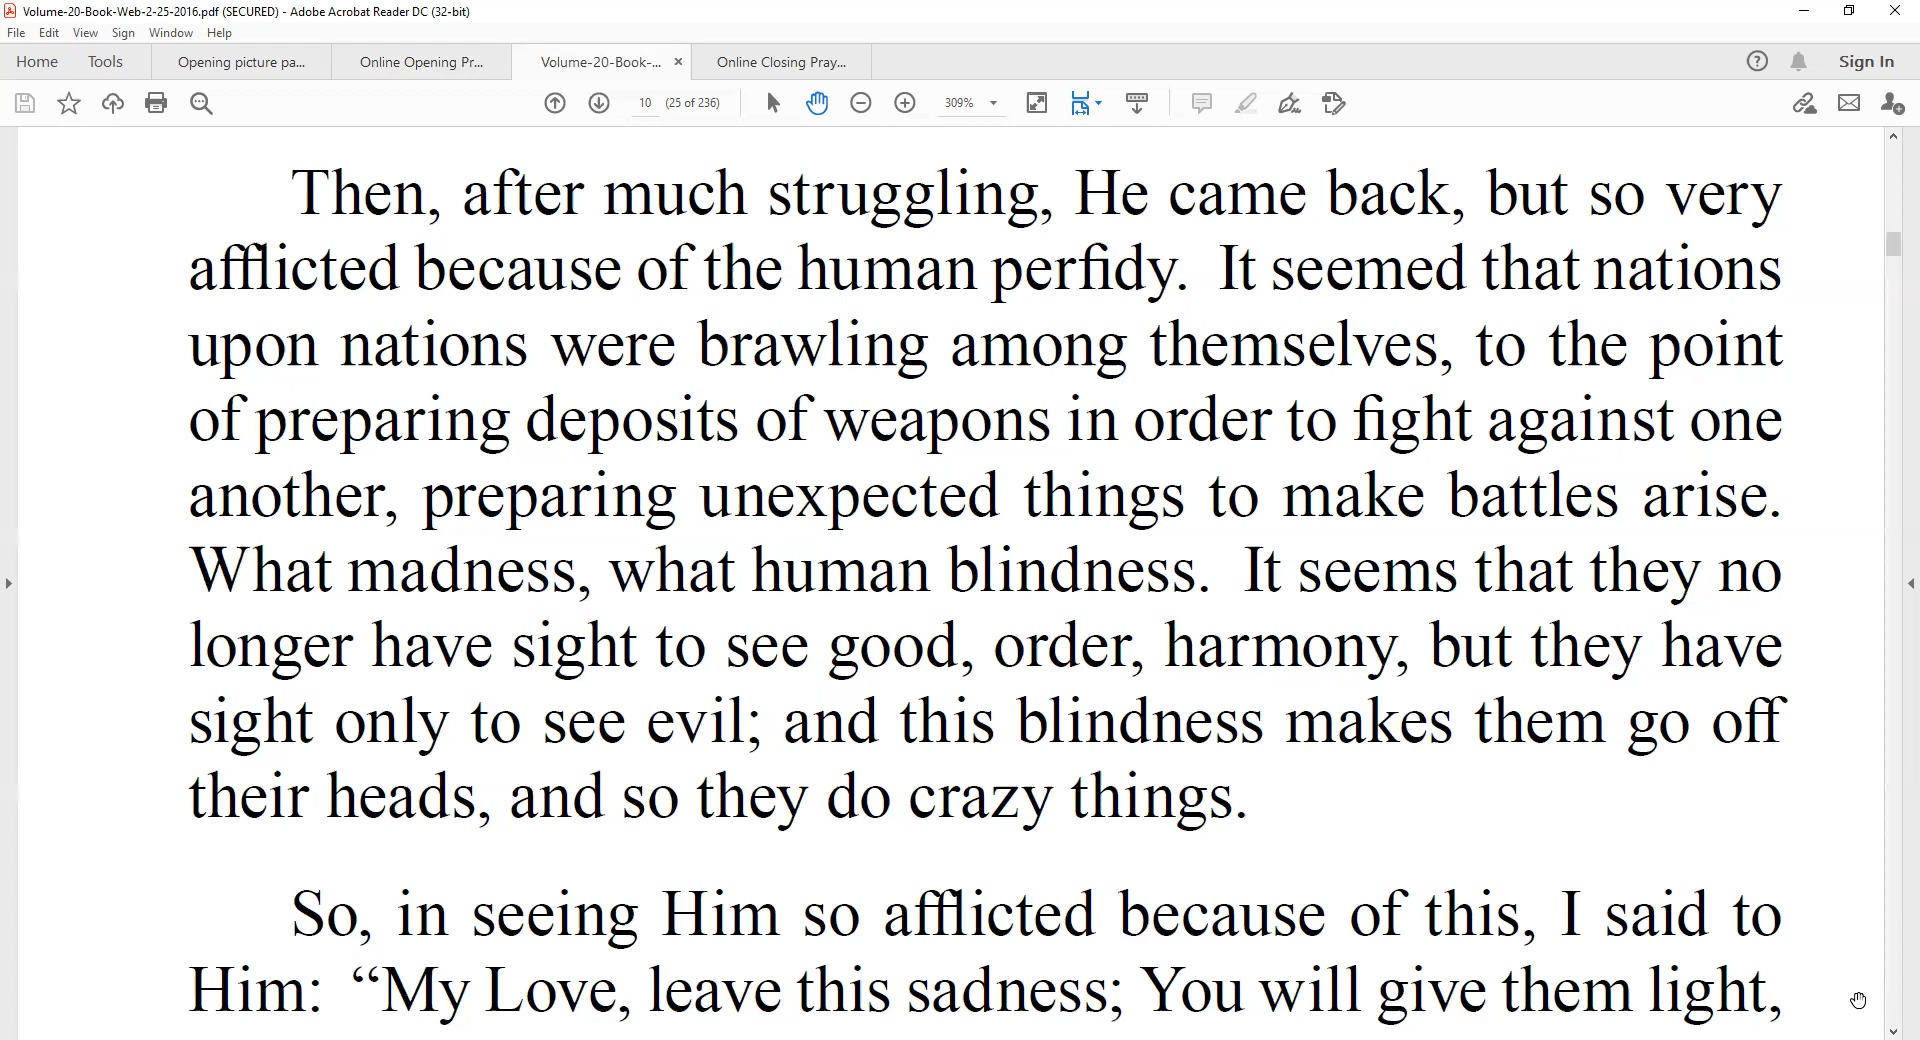 Volume-20-Book-Web-2-25-2016.pdf (SECURED) - Adobe Acrobat Reader DC (32-bit)
File Edit View Sign Window Help
Home Tools Opening picture pa... Online Opening Pr... Volume-20-Book-... × Online Closing Pray... Sign In
10 (25 of 236) 309%
Then, after much struggling, He came back, but so very
afflicted because of the human perfidy. It seemed that nations
upon nations were brawling among themselves, to the point
of preparing deposits of weapons in order to fight against one
another, preparing unexpected things to make battles arise.
What madness, what human blindness. It seems that they no
longer have sight to see good, order, harmony, but they have
sight only to see evil; and this blindness makes them go off
their heads, and so they do crazy things.
So, in seeing Him so afflicted because of this, I said to
Him: “My Love, leave this sadness; You will give them light,